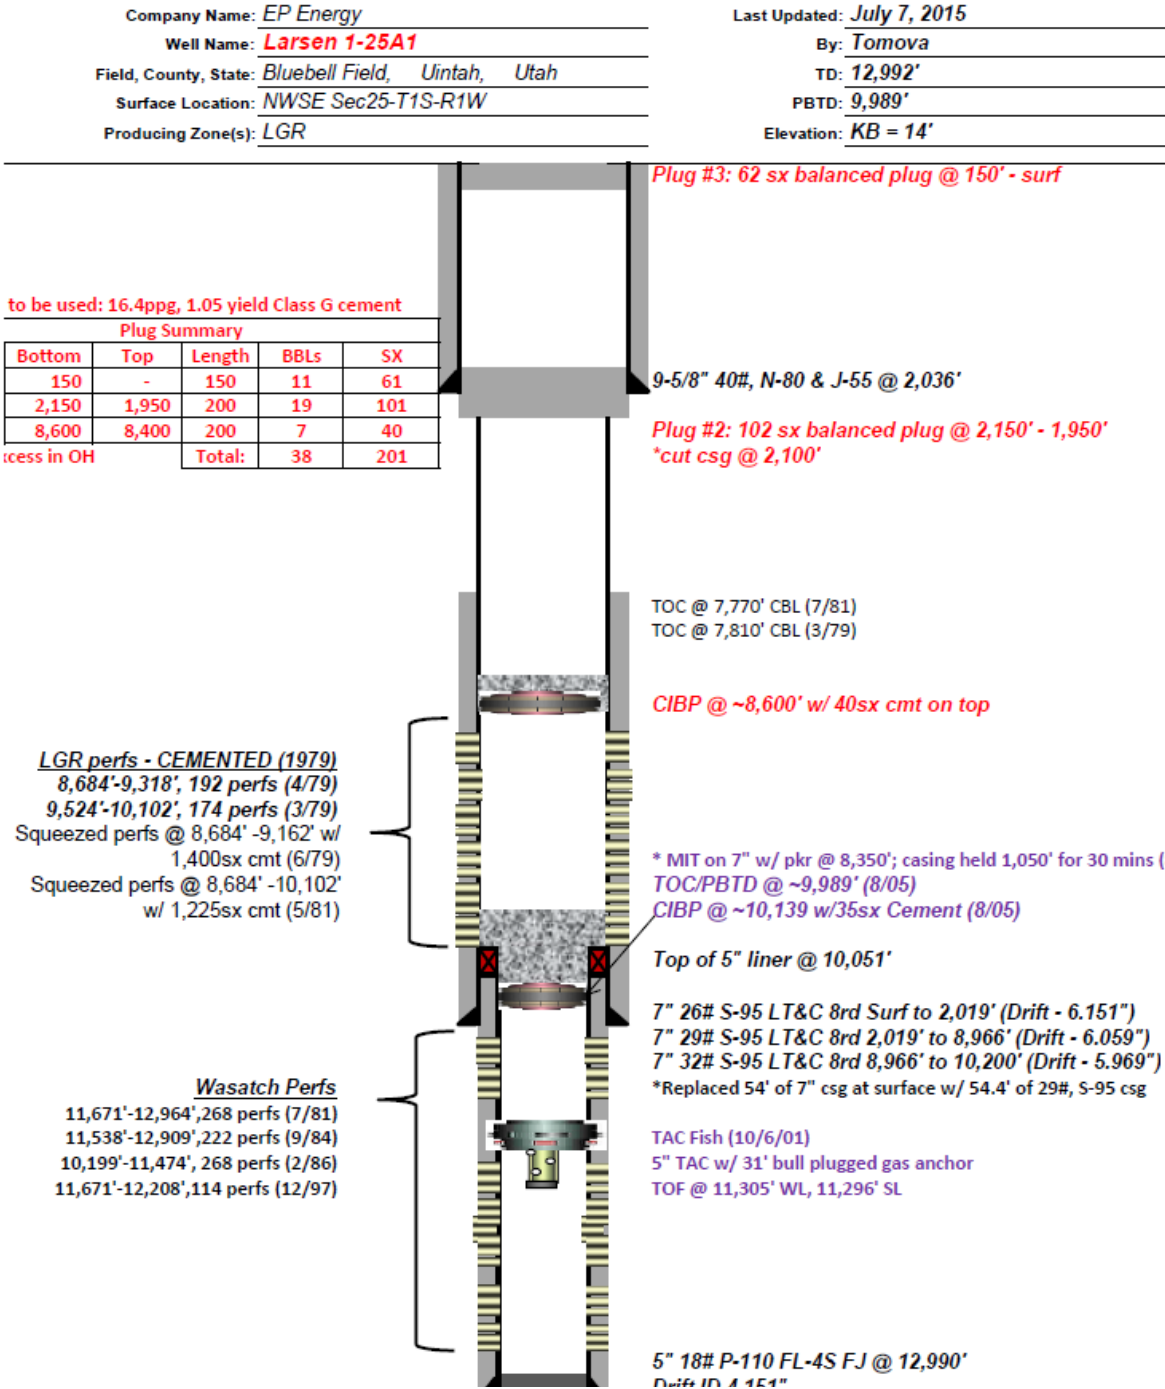 Company Name: EP Energy
Well Name: Larsen 1-25A1
Field, County, State: Bluebell Field, Uintah, Utah
Surface Location: NWSE Sec25-T1S-R1W
Producing Zone(s): LGR
Last Updated: July 7, 2015
By: Tomova
TD: 12,992'
PBTD: 9,989'
Elevation: KB = 14'
Plug #3: 62 sx balanced plug @ 150' - surf
to be used: 16.4ppg, 1.05 yield Class G cement
Plug Summary
Bottom Top Length BBLs SX
150 - 150 11 61
2,150 1,950 200 19 101
8,600 8,400 200 7 40
xcess in OH Total: 38 201
9-5/8" 40#, N-80 & J-55 @ 2,036'
Plug #2: 102 sx balanced plug @ 2,150' - 1,950'
*cut csg @ 2,100'
TOC @ 7,770' CBL (7/81)
TOC @ 7,810' CBL (3/79)
CIBP @ ~8,600' w/ 40sx cmt on top
LGR perfs - CEMENTED (1979)
8,684'-9,318', 192 perfs (4/79)
9,524'-10,102', 174 perfs (3/79)
Squeezed perfs @ 8,684' -9,162' w/
1,400sx cmt (6/79)
Squeezed perfs @ 8,684' -10,102'
w/ 1,225sx cmt (5/81)
* MIT on 7" w/ pkr @ 8,350'; casing held 1,050' for 30 mins (
TOC/PBTD @ ~9,989' (8/05)
CIBP @ ~10,139 w/35sx Cement (8/05)
Top of 5" liner @ 10,051'
7" 26# S-95 LT&C 8rd Surf to 2,019' (Drift - 6.151")
7" 29# S-95 LT&C 8rd 2,019' to 8,966' (Drift - 6.059")
7" 32# S-95 LT&C 8rd 8,966' to 10,200' (Drift - 5.969")
*Replaced 54' of 7" csg at surface w/ 54.4' of 29#, S-95 csg
Wasatch Perfs
11,671'-12,964',268 perfs (7/81)
11,538'-12,909',222 perfs (9/84)
10,199'-11,474', 268 perfs (2/86)
11,671'-12,208',114 perfs (12/97)
TAC Fish (10/6/01)
5" TAC w/ 31' bull plugged gas anchor
TOF @ 11,305' WL, 11,296' SL
5" 18# P-110 FL-4S FJ @ 12,990'
Drift ID 4.151"